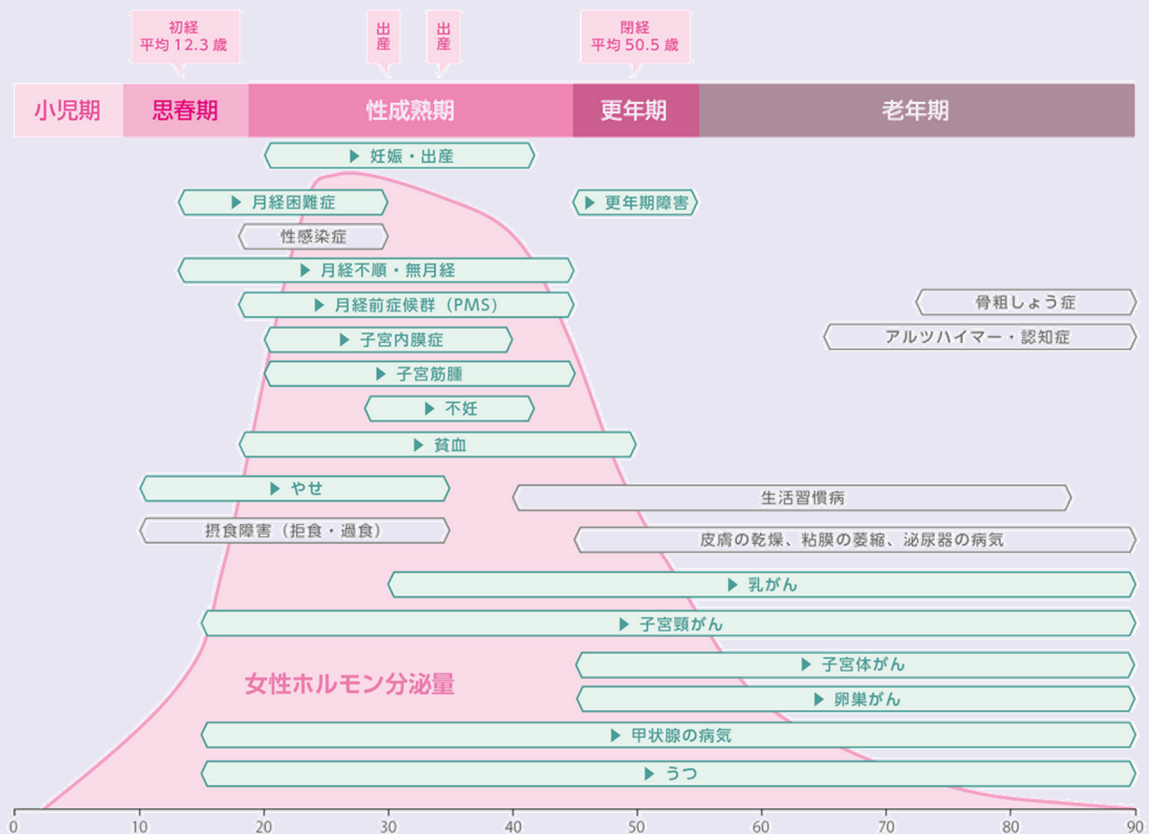 初経
平均12.3歳
出産
出産
閉経
平均50.5歳
小児期
思春期
性成熟期
更年期
老年期
▶ 妊娠・出産
▶ 月経困難症
▶ 更年期障害
性感染症
▶ 月経不順・無月経
▶ 月経前症候群（PMS）
骨粗しょう症
▶ 子宮内膜症
アルツハイマー・認知症
▶ 子宮筋腫
▶ 不妊
▶ 貧血
▶ やせ
生活習慣病
摂食障害（拒食・過食）
皮膚の乾燥、粘膜の萎縮、泌尿器の病気
▶ 乳がん
▶ 子宮頸がん
▶ 子宮体がん
女性ホルモン分泌量
▶ 卵巣がん
▶ 甲状腺の病気
▶ うつ
0 10 20 30 40 50 60 70 80 90